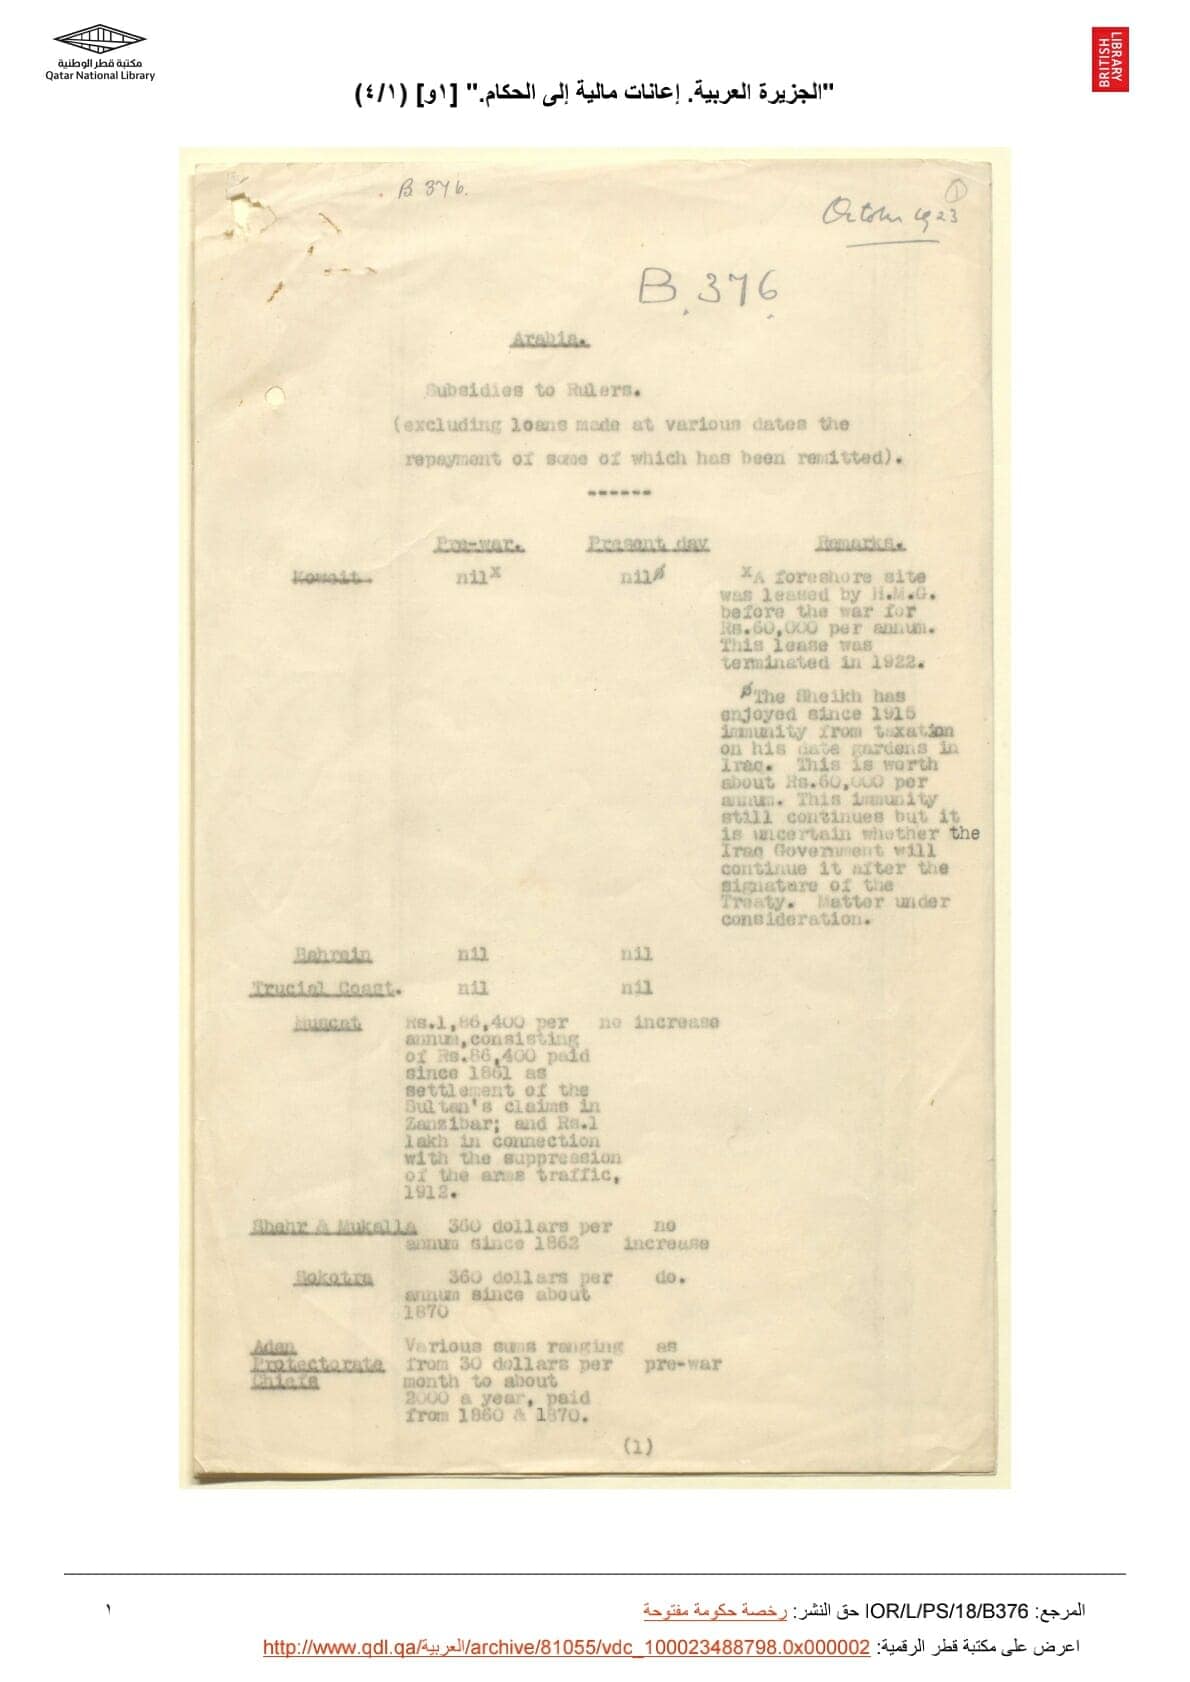 مكتبة قطر الوطنية
Qatar National Library
BRITISH
LIBRARY
"الجزيرة العربية. إعانات مالية إلى الحكام." [١و] (٤/١)
B 376.
1
October 1923
B. 376.
Arabia.
Subsidies to Rulers.
(excluding loans made at various dates the
repayment of some of which has been remitted).
------
Pre-war. Present day Remarks.
Koweit. nil x nil ø
xA foreshore site
was leased by H.M.G.
before the war for
Rs.60,000 per annum.
This lease was
terminated in 1922.
øThe Sheikh has
enjoyed since 1915
immunity from taxation
on his date gardens in
Iraq. This is worth
about Rs.60,000 per
annum. This immunity
still continues but it
is uncertain whether the
Iraq Government will
continue it after the
signature of the
Treaty. Matter under
consideration.
Bahrein nil nil
Trucial Coast. nil nil
Muscat Rs.1,86,400 per no increase
annum,consisting
of Rs.86,400 paid
since 1861 as
settlement of the
Sultan's claims in
Zanzibar; and Rs.1
lakh in connection
with the suppression
of the arms traffic,
1912.
Shehr & Mukalla 360 dollars per no
annum since 1862 increase
Sokotra 360 dollars per do.
annum since about
1870
Aden Various sums ranging as
Protectorate from 30 dollars per pre-war
Chiefs month to about
2000 a year, paid
from 1860 & 1870.
(1)
المرجع: IOR/L/PS/18/B376 حق النشر: رخصة حكومة مفتوحة
١
اعرض على مكتبة قطر الرقمية: http://www.qdl.qa/العربية/archive/81055/vdc_100023488798.0x000002